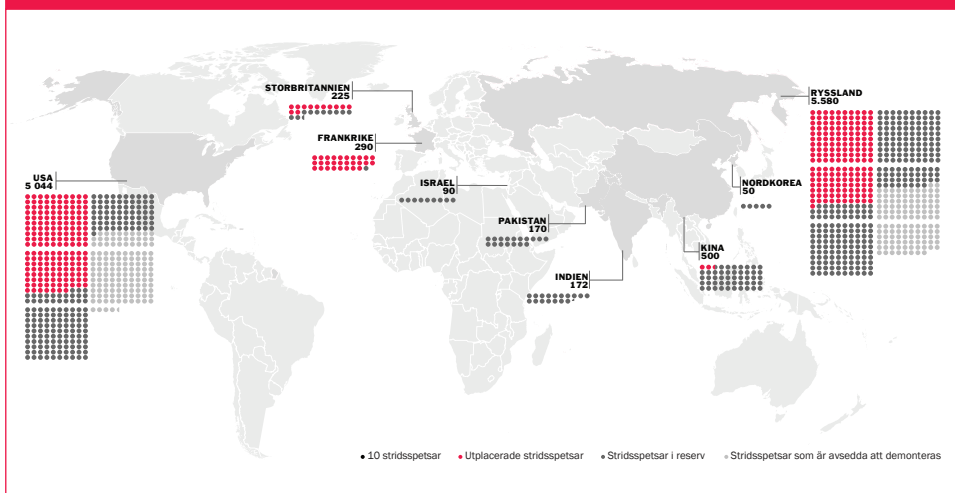 STORBRITANNIEN
225
FRANKRIKE
290
USA
5 044
ISRAEL
90
PAKISTAN
170
INDIEN
172
RYSSLAND
5.580
NORDKOREA
50
KINA
500
10 stridsspetsar
Utplacerade stridsspetsar
Stridsspetsar i reserv
Stridsspetsar som är avsedda att demonteras